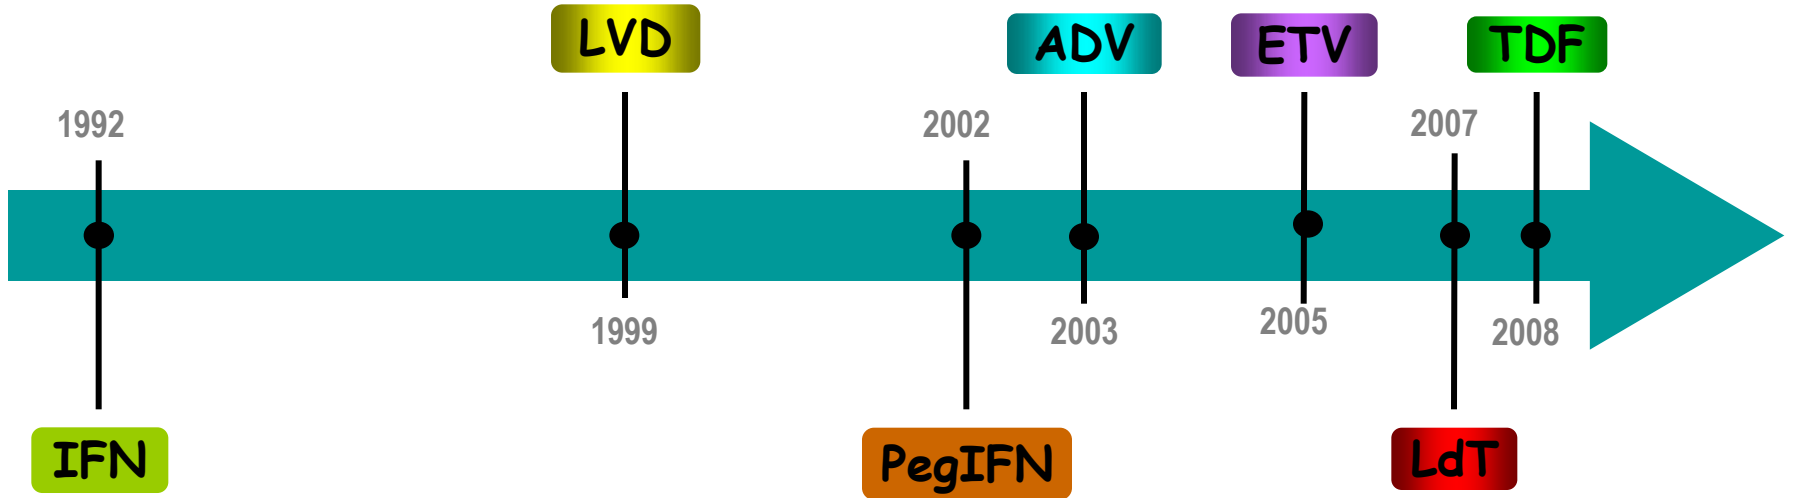 LVD
ADV
ETV
TDF
1992
2002
2007
1999
2003
2005
2008
IFN
PegIFN
LdT